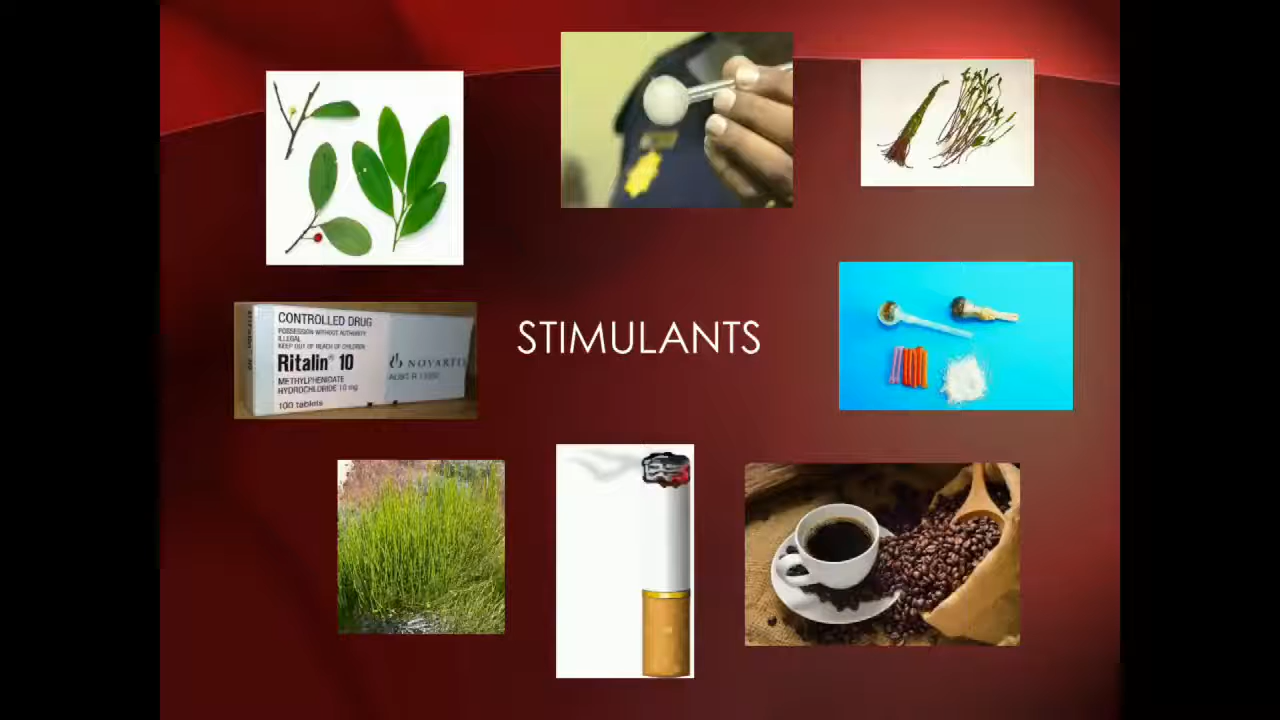 STIMULANTS
CONTROLLED DRUG
POSSESSION WITHOUT AUTHORITY
ILLEGAL
KEEP OUT OF REACH OF CHILDREN
Ritalin® 10
METHYLPHENIDATE
HYDROCHLORIDE 10 mg
100 tablets
NOVARTIS